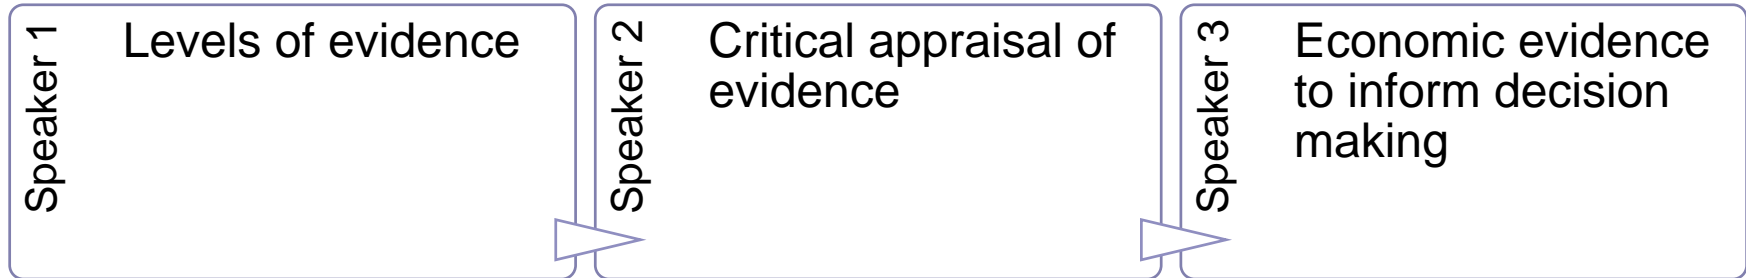 Speaker 1
Levels of evidence
Speaker 2
Critical appraisal of
evidence
Speaker 3
Economic evidence
to inform decision
making